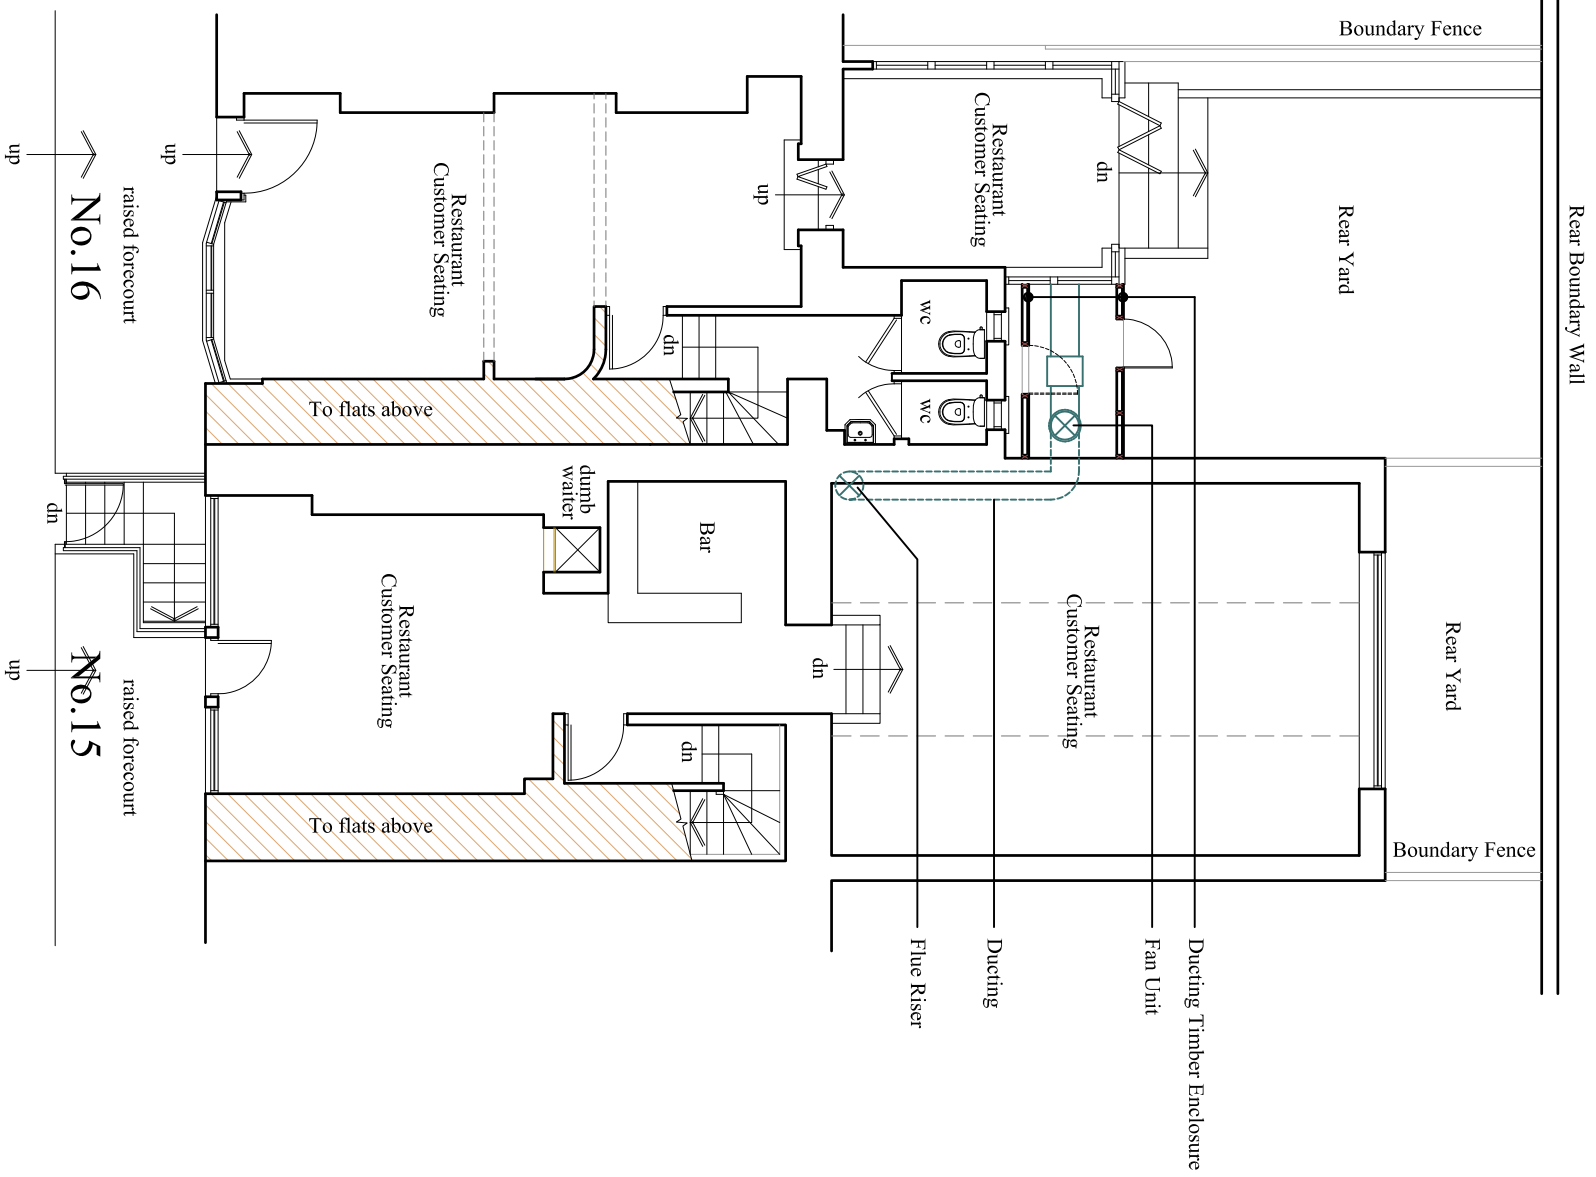 Boundary Fence
Rear Boundary Wall
Rear Yard
Restaurant
Customer Seating
dn
up
Restaurant
Customer Seating
up
up
raised forecourt
No.16
wc
wc
dn
To flats above
dumb
waiter
Bar
dn
Restaurant
Customer Seating
dn
Restaurant
Customer Seating
Rear Yard
up
No.15
raised forecourt
dn
To flats above
Boundary Fence
Flue Riser
Ducting
Fan Unit
Ducting Timber Enclosure